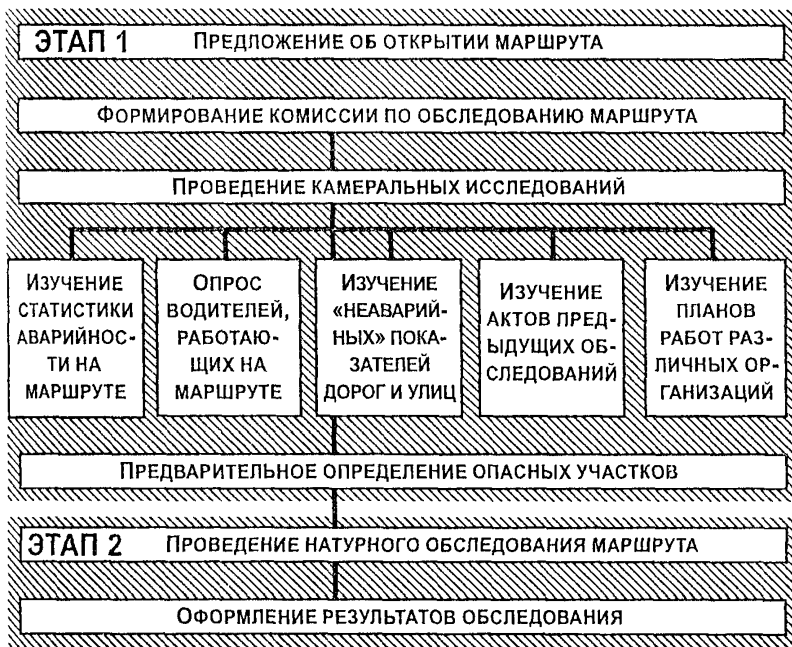 ЭТАП 1 ПРЕДЛОЖЕНИЕ ОБ ОТКРЫТИИ МАРШРУТА
ФОРМИРОВАНИЕ КОМИССИИ ПО ОБСЛЕДОВАНИЮ МАРШРУТА
ПРОВЕДЕНИЕ КАМЕРАЛЬНЫХ ИССЛЕДОВАНИЙ
ИЗУЧЕНИЕ
СТАТИСТИКИ
АВАРИЙНОС-
ТИ НА
МАРШРУТЕ
ОПРОС
ВОДИТЕЛЕЙ,
РАБОТАЮ-
ЩИХ НА
МАРШРУТЕ
ИЗУЧЕНИЕ
«НЕАВАРИЙ-
НЫХ» ПОКА-
ЗАТЕЛЕЙ
ДОРОГ И УЛИЦ
ИЗУЧЕНИЕ
АКТОВ ПРЕД-
ЫДУЩИХ ОБ-
СЛЕДОВАНИЙ
ИЗУЧЕНИЕ
ПЛАНОВ
РАБОТ РАЗ-
ЛИЧНЫХ ОР-
ГАНИЗАЦИЙ
ПРЕДВАРИТЕЛЬНОЕ ОПРЕДЕЛЕНИЕ ОПАСНЫХ УЧАСТКОВ
ЭТАП 2 ПРОВЕДЕНИЕ НАТУРНОГО ОБСЛЕДОВАНИЯ МАРШРУТА
ОФОРМЛЕНИЕ РЕЗУЛЬТАТОВ ОБСЛЕДОВАНИЯ